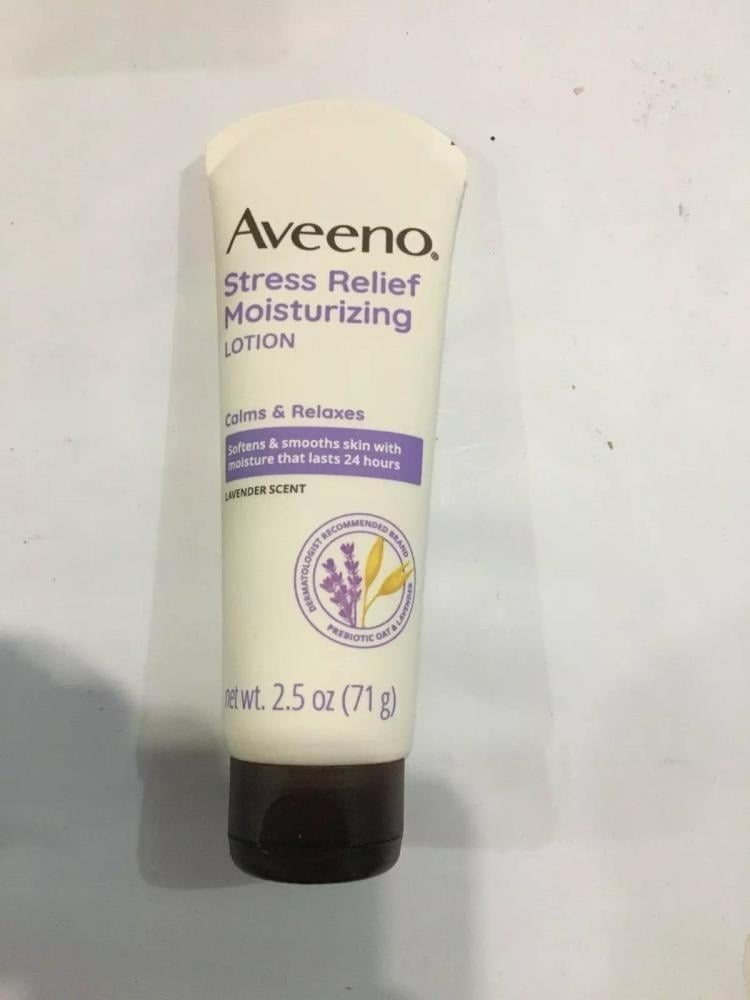 Aveeno®
Stress Relief
Moisturizing
LOTION
Calms & Relaxes
Softens & smooths skin with
moisture that lasts 24 hours
LAVENDER SCENT
DERMATOLOGIST RECOMMENDED BRAND
PREBIOTIC OAT & LAVENDER
net wt. 2.5 oz (71 g)